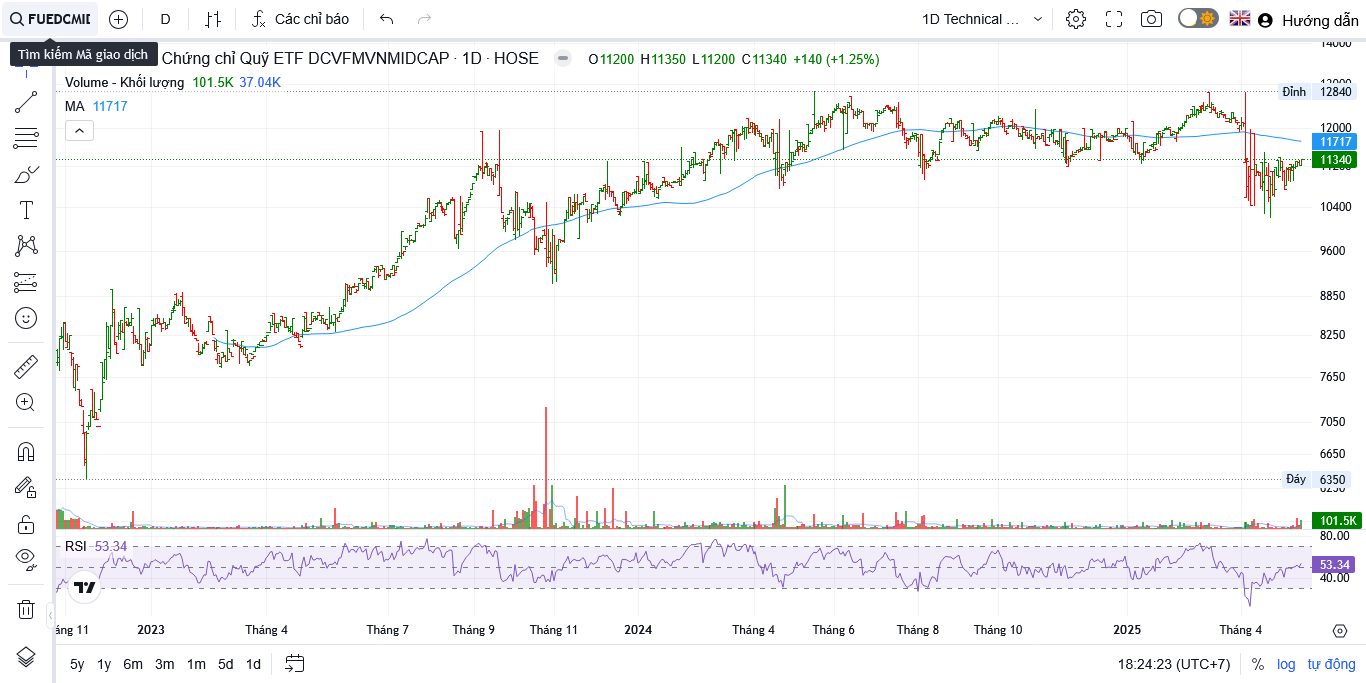 FUEDCMID
D
Các chỉ báo
1D Technical ...
Hướng dẫn
Tìm kiếm Mã giao dịch
Chứng chỉ Quỹ ETF DCVFMVNMIDCAP · 1D · HOSE
O11200 H11350 L11200 C11340 +140 (+1.25%)
Volume - Khối lượng 101.5K 37.04K
MA 11717
14000
12000
Đỉnh 12840
12000
11717
11340
11200
10400
9600
8850
8250
7650
7050
6650
Đáy 6350
6250
101.5K
RSI 53.34
80.00
53.34
40.00
áng 11 2023 Tháng 4 Tháng 7 Tháng 9 Tháng 11 2024 Tháng 4 Tháng 6 Tháng 8 Tháng 10 2025 Tháng 4
5y 1y 6m 3m 1m 5d 1d
18:24:23 (UTC+7) % log tự động